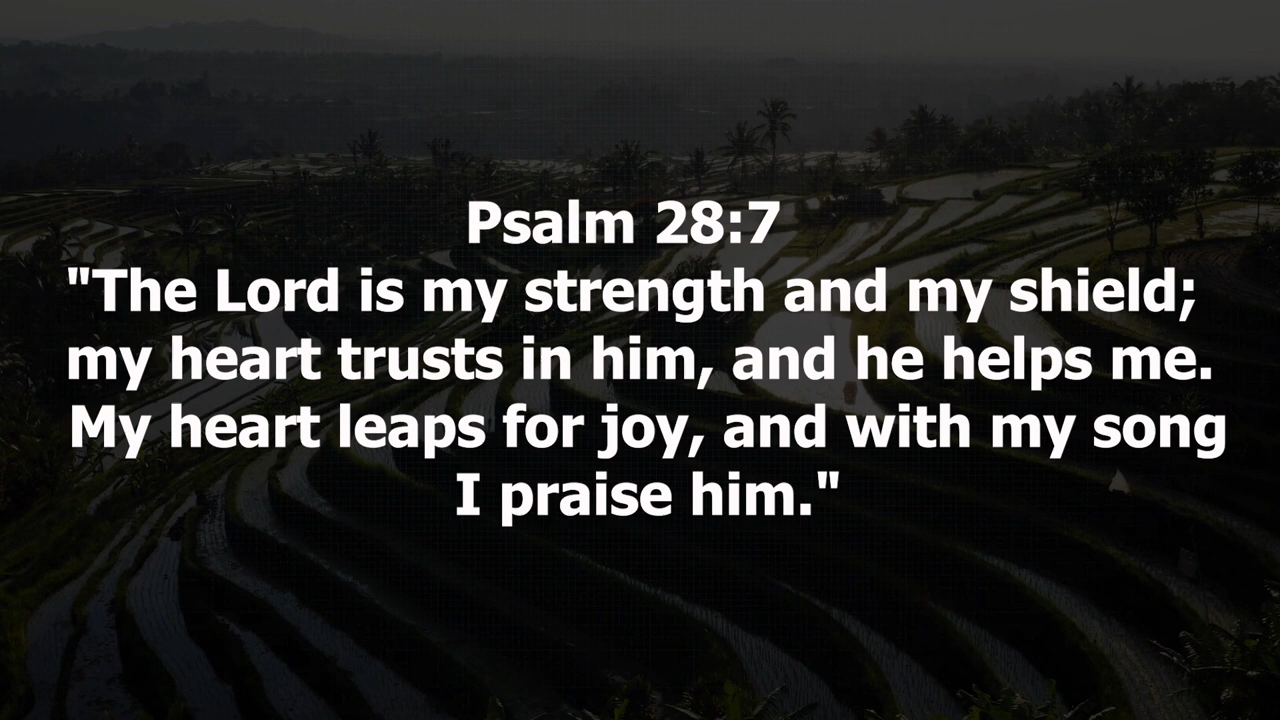 Psalm 28:7
"The Lord is my strength and my shield;
my heart trusts in him, and he helps me.
My heart leaps for joy, and with my song
I praise him."